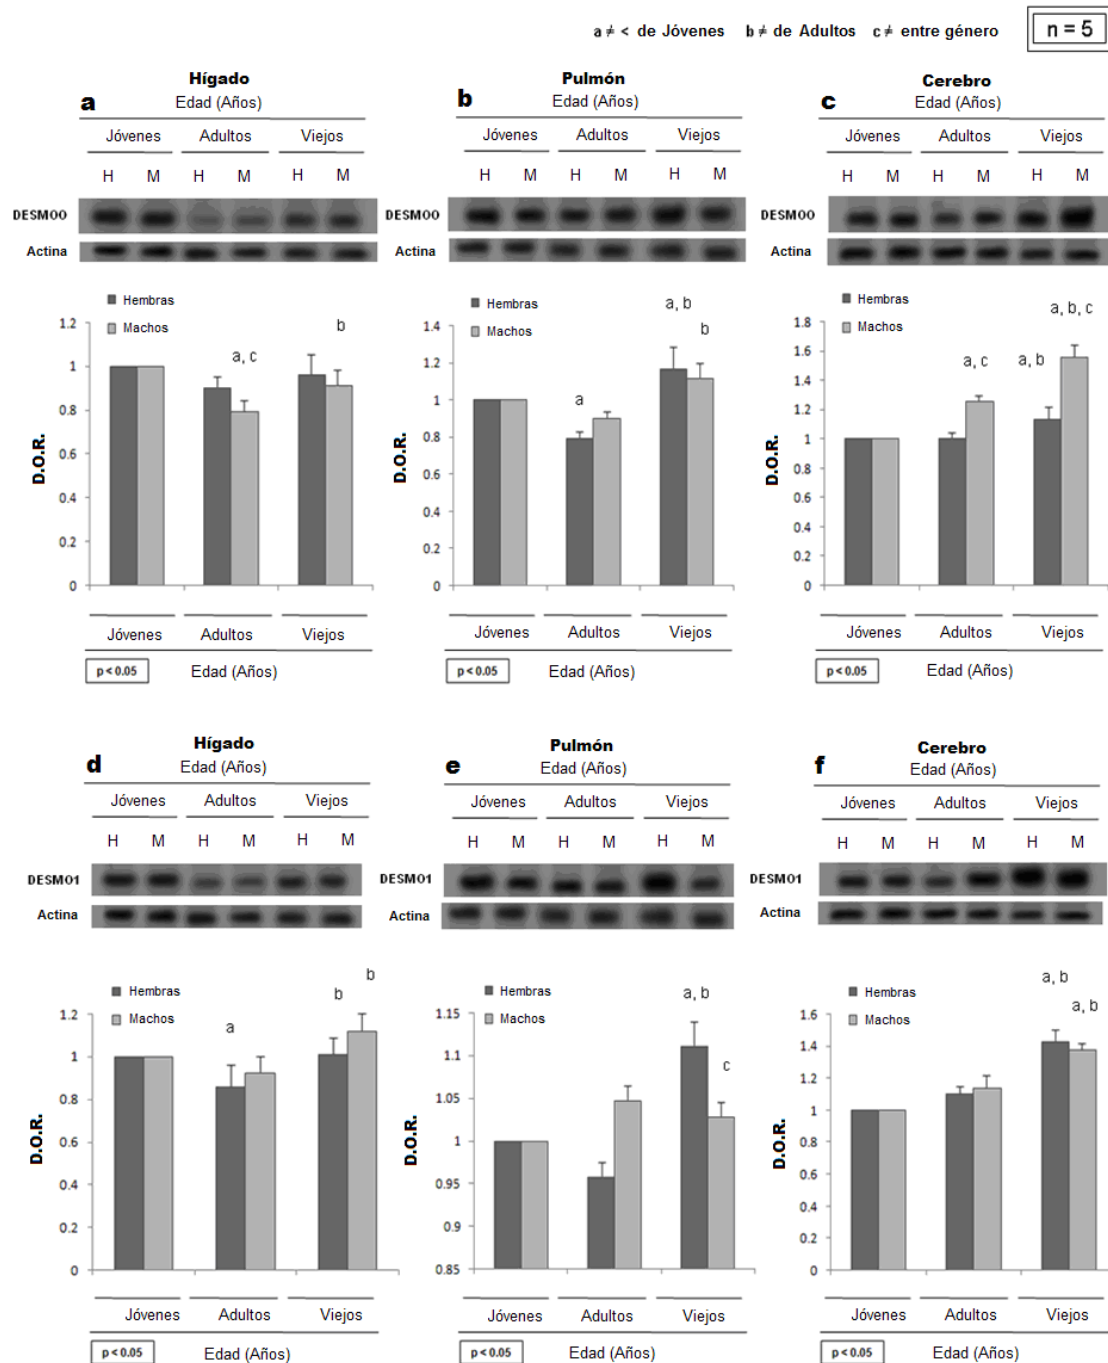 a ≠ < de Jóvenes b ≠ de Adultos c ≠ entre género n = 5
Hígado
a Edad (Años)
Jóvenes Adultos Viejos
H M H M H M
DESMO0
Actina
Hembras
Machos
D.O.R.
1.2
1
0.8
0.6
0.4
0.2
0
a, c
b
Jóvenes Adultos Viejos
p < 0.05 Edad (Años)
Pulmón
b Edad (Años)
Jóvenes Adultos Viejos
H M H M H M
DESMO0
Actina
Hembras
Machos
D.O.R.
1.4
1.2
1
0.8
0.6
0.4
0.2
0
a
a, b
b
Jóvenes Adultos Viejos
p < 0.05 Edad (Años)
Cerebro
c Edad (Años)
Jóvenes Adultos Viejos
H M H M H M
DESMO0
Actina
Hembras
Machos
D.O.R.
1.8
1.6
1.4
1.2
1
0.8
0.6
0.4
0.2
0
a, c
a, b
a, b, c
Jóvenes Adultos Viejos
p < 0.05 Edad (Años)
Hígado
d Edad (Años)
Jóvenes Adultos Viejos
H M H M H M
DESMO1
Actina
Hembras
Machos
D.O.R.
1.2
1
0.8
0.6
0.4
0.2
0
a
b
b
Jóvenes Adultos Viejos
p < 0.05 Edad (Años)
Pulmón
e Edad (Años)
Jóvenes Adultos Viejos
H M H M H M
DESMO1
Actina
Hembras
Machos
D.O.R.
1.15
1.1
1.05
1
0.95
0.9
0.85
a, b
c
Jóvenes Adultos Viejos
p < 0.05 Edad (Años)
Cerebro
f Edad (Años)
Jóvenes Adultos Viejos
H M H M H M
DESMO1
Actina
Hembras
Machos
D.O.R.
1.6
1.4
1.2
1
0.8
0.6
0.4
0.2
0
a, b
a, b
Jóvenes Adultos Viejos
p < 0.05 Edad (Años)